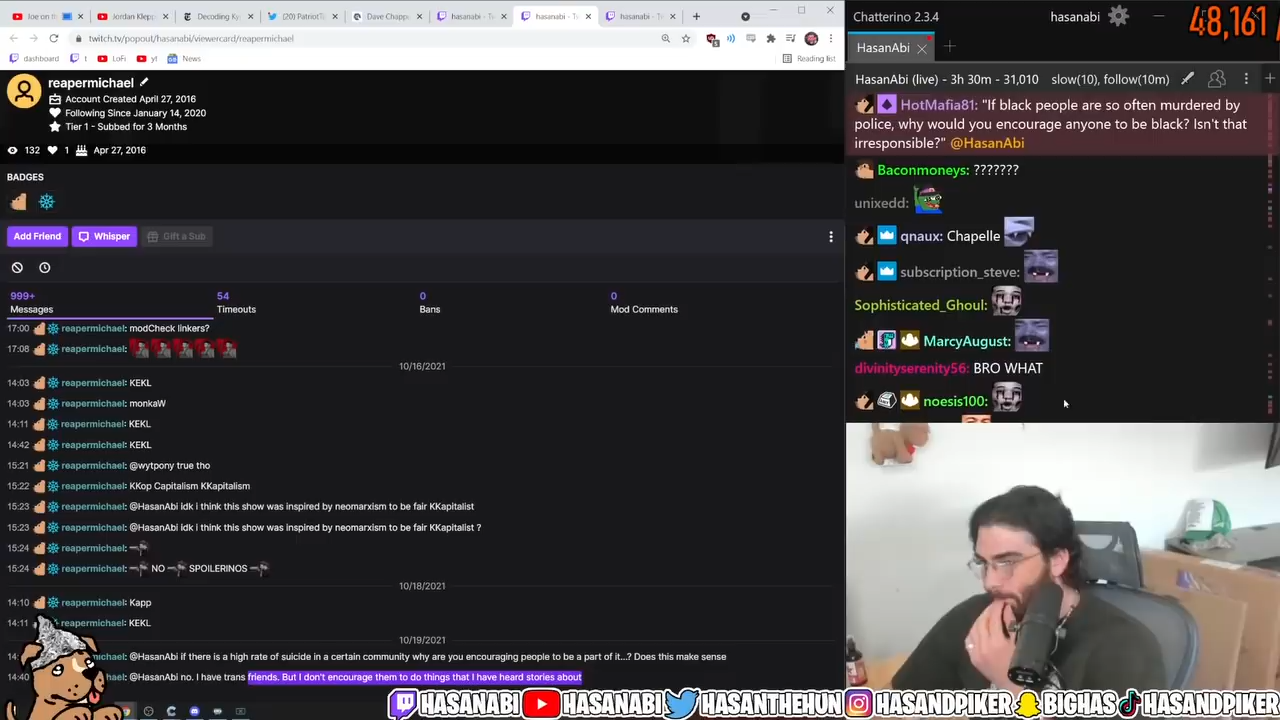 Joe on th
Jordan Klepp
Decoding Ky
(20) PatriotT
Dave Chapp
hasanabi - T
hasanabi - Tw
hasanabi - Tr
twitch.tv/popout/hasanabi/viewercard/reapermichael
dashboard
1
LoFi
yt
News
Reading list
reapermichael
Account Created April 27, 2016
Following Since January 14, 2020
Tier 1 - Subbed for 3 Months
132
1
Apr 27, 2016
BADGES
Add Friend
Whisper
Gift a Sub
999+
Messages
54
Timeouts
0
Bans
0
Mod Comments
17:00 reapermichael: modCheck linkers?
17:08 reapermichael:
10/16/2021
14:03 reapermichael: KEKL
14:03 reapermichael: monkaW
14:11 reapermichael: KEKL
14:42 reapermichael: KEKL
15:21 reapermichael: @wytpony true tho
15:22 reapermichael: KKop Capitalism KKapitalism
15:23 reapermichael: @HasanAbi idk i think this show was inspired by neomarxism to be fair KKapitalist
15:23 reapermichael: @HasanAbi idk i think this show was inspired by neomarxism to be fair KKapitalist ?
15:24 reapermichael:
15:24 reapermichael: NO SPOILERINOS
10/18/2021
14:10 reapermichael: Kapp
14:11 reapermichael: KEKL
10/19/2021
reapermichael: @HasanAbi if there is a high rate of suicide in a certain community why are you encouraging people to be a part of it...? Does this make sense
14:40 reapermichael: @HasanAbi no. I have trans friends. But I don't encourage them to do things that I have heard stories about
Chatterino 2.3.4
hasanabi
48,161 /
HasanAbi
HasanAbi (live) - 3h 30m - 31,010 slow(10), follow(10m)
HotMafia81: "If black people are so often murdered by
police, why would you encourage anyone to be black? Isn't that
irresponsible?" @HasanAbi
Baconmoneys: ???????
unixedd:
qnaux: Chapelle
subscription_steve:
Sophisticated_Ghoul:
MarcyAugust:
divinityserenity56: BRO WHAT
noesis100:
HASANABI HASANABI HASANTHEHUN HASANDPIKER BIGHAS HASANDPIKER